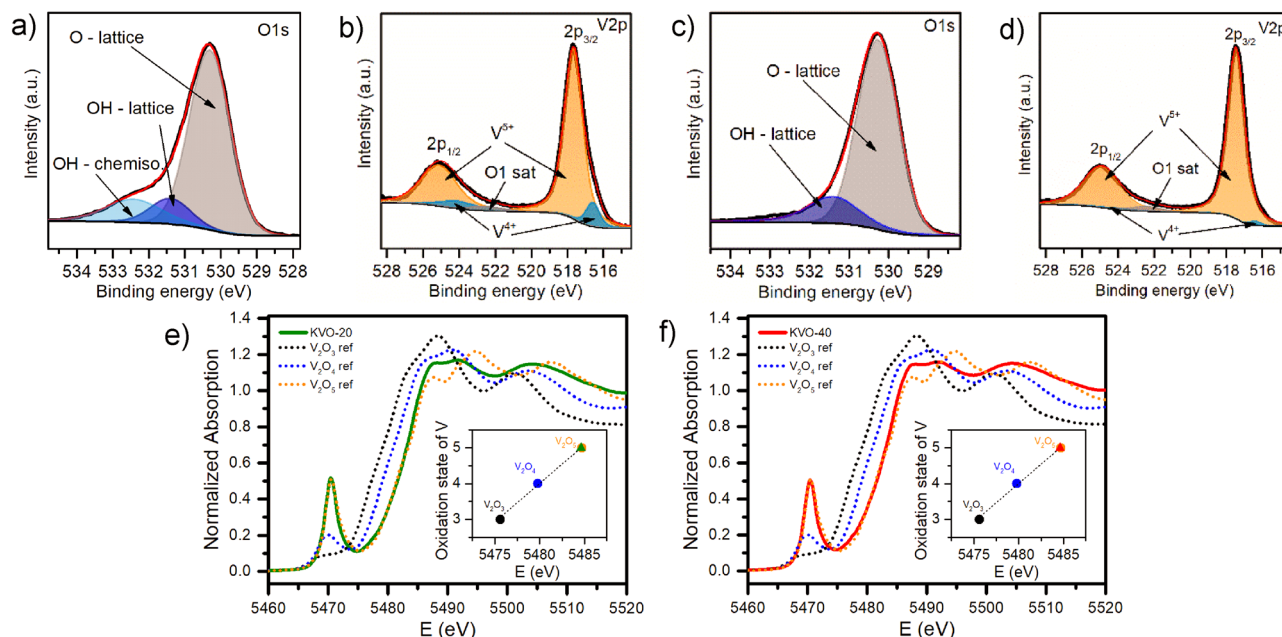 a)
O1s
O - lattice
OH - lattice
OH - chemiso
Intensity (a.u.)
534 533 532 531 530 529 528
Binding energy (eV)
b)
V2p
2p3/2
V5+
2p1/2
O1 sat
V4+
Intensity (a.u.)
528 526 524 522 520 518 516
Binding energy (eV)
c)
O1s
O - lattice
OH - lattice
Intensity (a.u.)
534 533 532 531 530 529
Binding energy (eV)
d)
V2p
2p3/2
V5+
2p1/2
O1 sat
V4+
Intensity (a.u.)
528 526 524 522 520 518 516
Binding energy (eV)
e)
KVO-20
V2O3 ref
V2O4 ref
V2O5 ref
Normalized Absorption
1.4
1.2
1.0
0.8
0.6
0.4
0.2
0.0
5460 5470 5480 5490 5500 5510 5520
E (eV)
Oxidation state of V
5
4
3
V2O5
V2O4
V2O3
5475 5480 5485
E (eV)
f)
KVO-40
V2O3 ref
V2O4 ref
V2O5 ref
Normalized Absorption
1.4
1.2
1.0
0.8
0.6
0.4
0.2
0.0
5460 5470 5480 5490 5500 5510 5520
E (eV)
Oxidation state of V
5
4
3
V2O5
V2O4
V2O3
5475 5480 5485
E (eV)